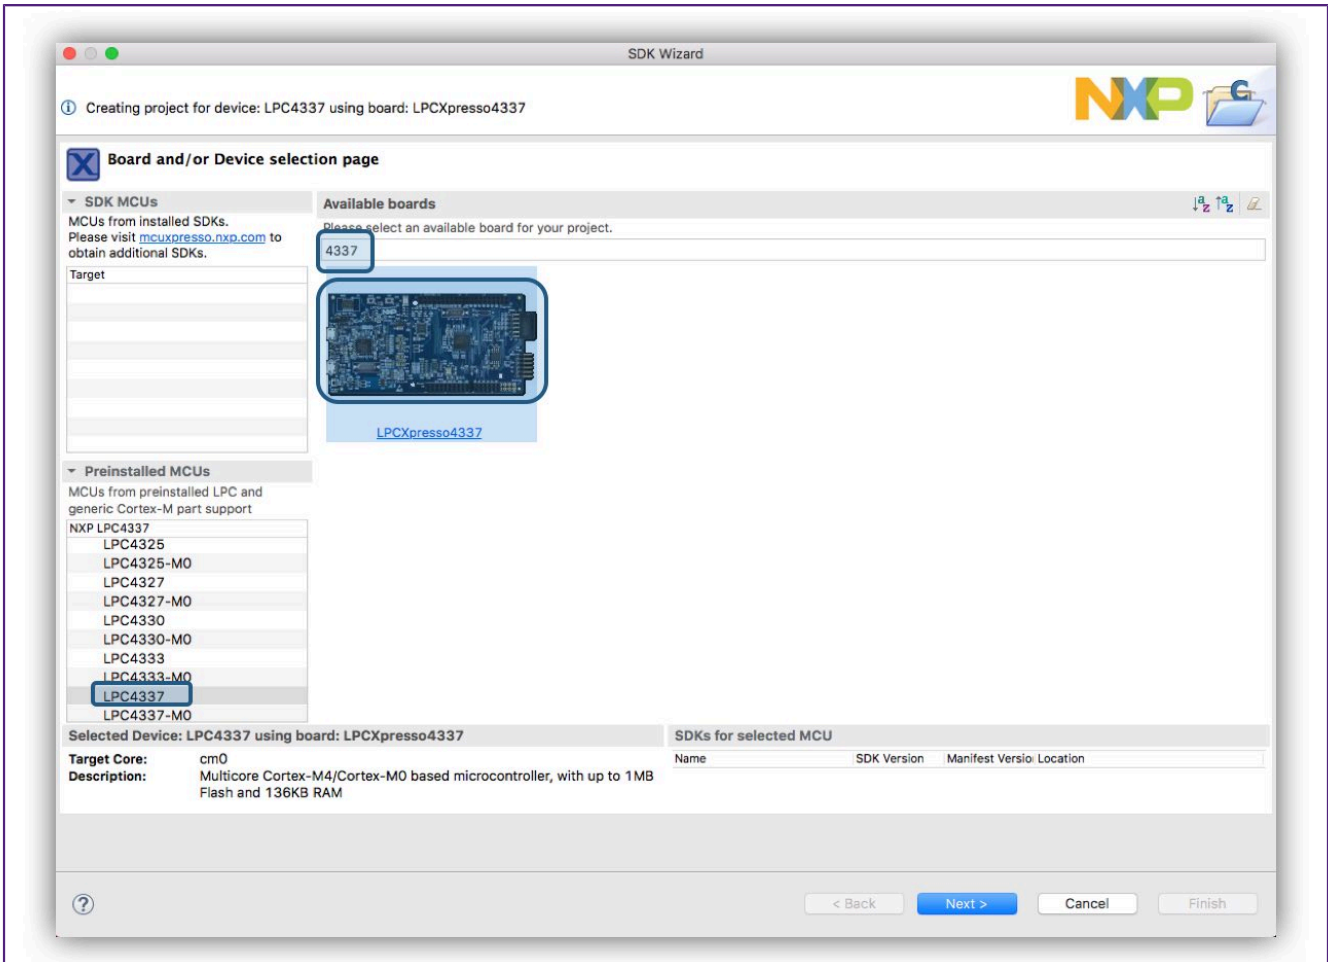 SDK Wizard
Creating project for device: LPC4337 using board: LPCXpresso4337
NXP
C
X
Board and/or Device selection page
SDK MCUs
MCUs from installed SDKs.
Please visit mcuxpresso.nxp.com to
obtain additional SDKs.
Target
Available boards
Please select an available board for your project.
4337
LPCXpresso4337
Preinstalled MCUs
MCUs from preinstalled LPC and
generic Cortex-M part support
NXP LPC4337
LPC4325
LPC4325-M0
LPC4327
LPC4327-M0
LPC4330
LPC4330-M0
LPC4333
LPC4333-M0
LPC4337
LPC4337-M0
Selected Device: LPC4337 using board: LPCXpresso4337
Target Core: cm0
Description: Multicore Cortex-M4/Cortex-M0 based microcontroller, with up to 1MB
Flash and 136KB RAM
SDKs for selected MCU
Name SDK Version Manifest Versio Location
? < Back Next > Cancel Finish